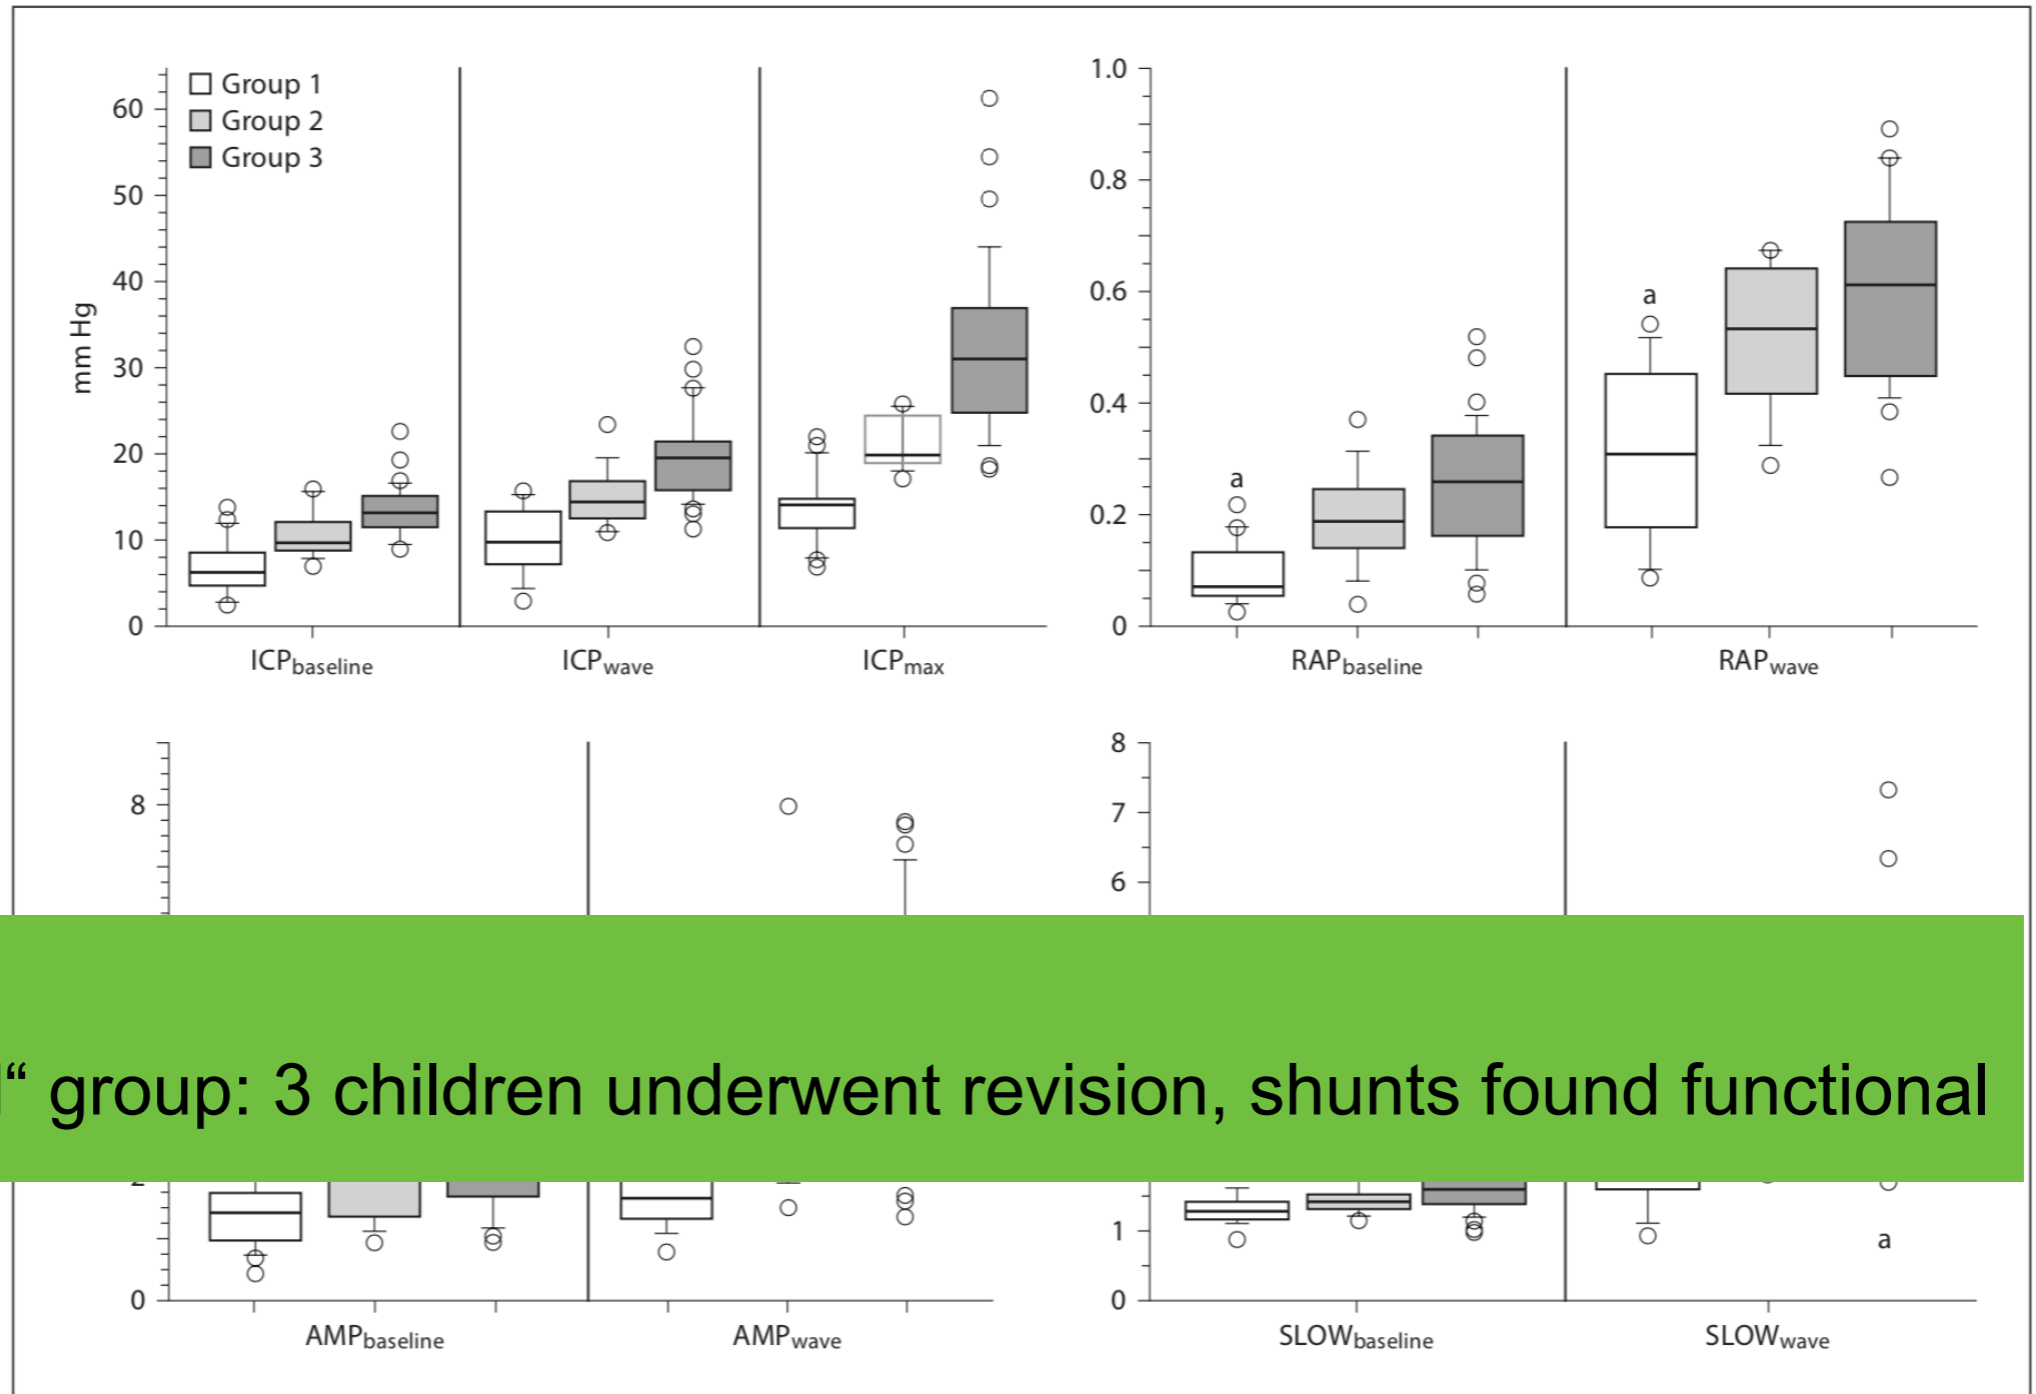 Group 1
Group 2
Group 3
60
50
40
30
20
10
0
mm Hg
ICPbaseline
ICPwave
ICPmax
1.0
0.8
0.6
0.4
0.2
0
a
a
RAPbaseline
RAPwave
8
0
AMPbaseline
AMPwave
8
7
6
1
0
a
SLOWbaseline
SLOWwave
“ group: 3 children underwent revision, shunts found functional